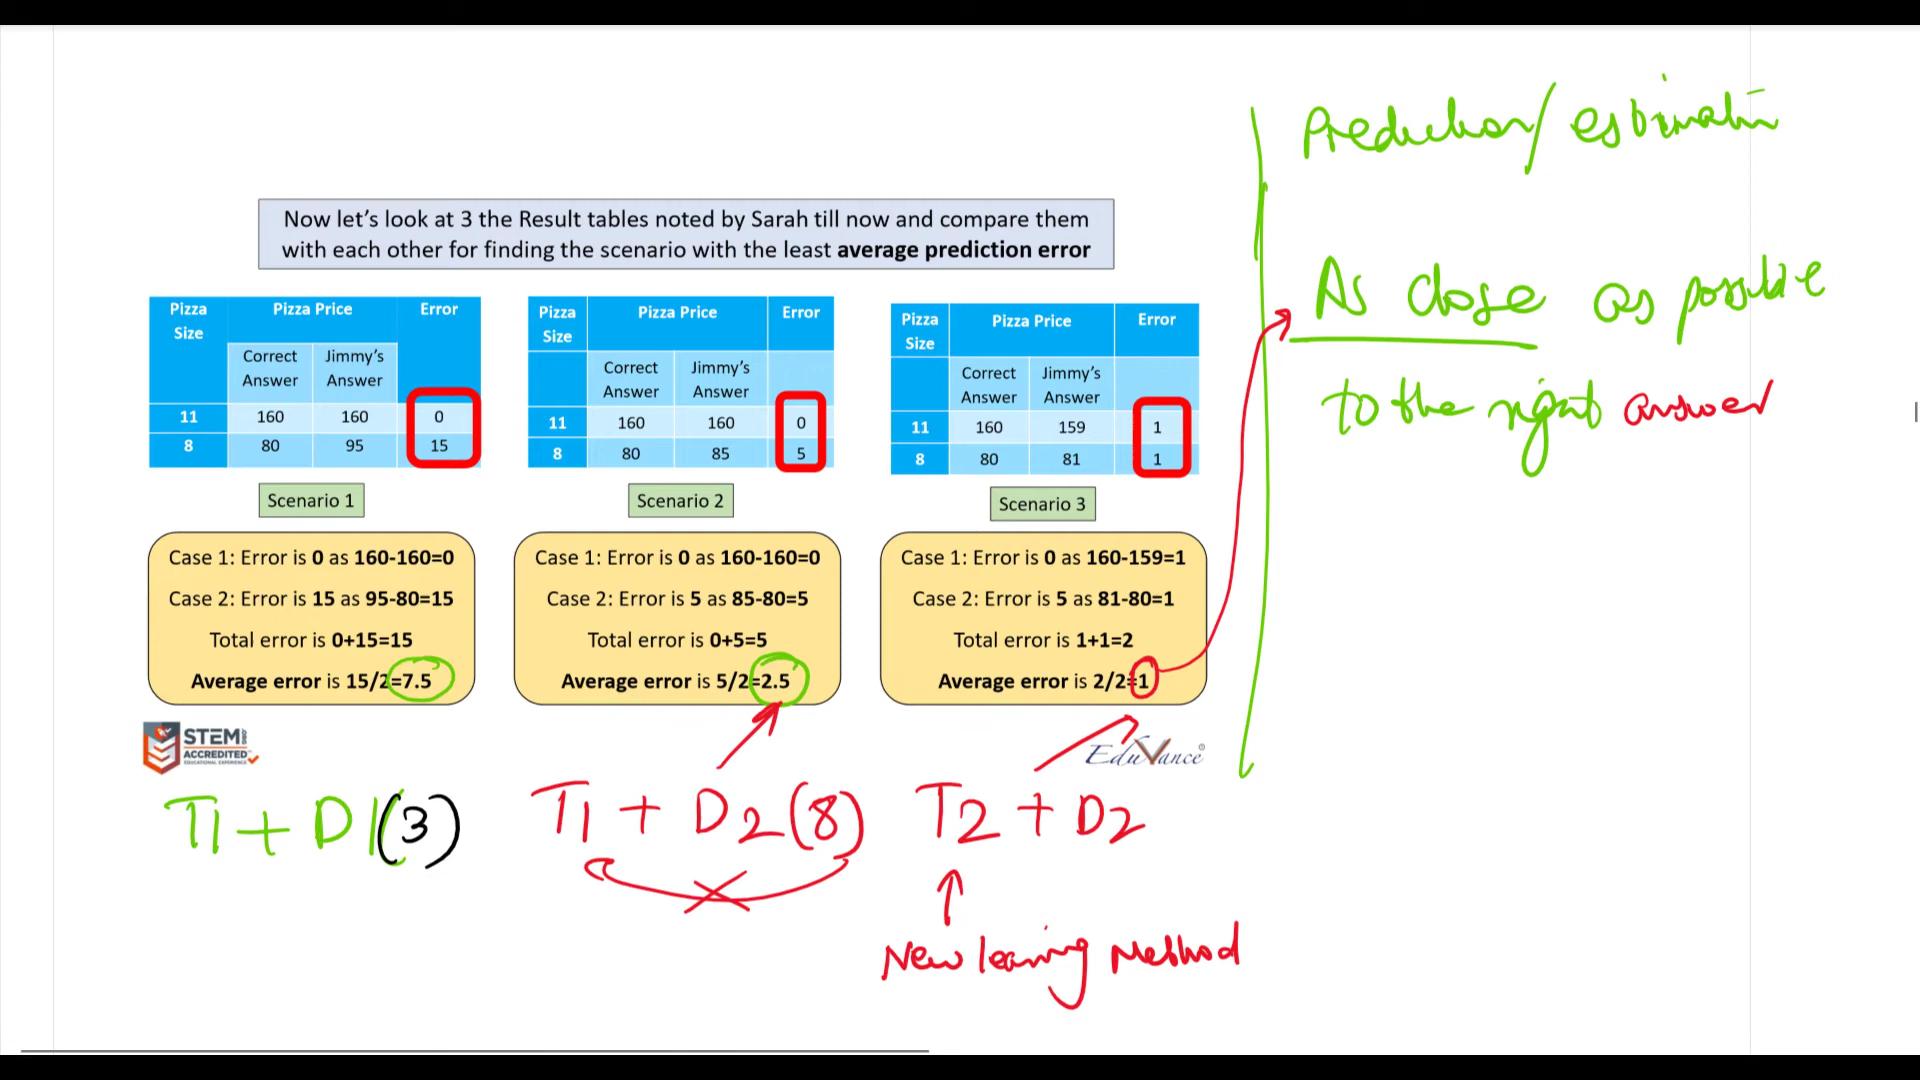 Now let's look at 3 the Result tables noted by Sarah till now and compare them
with each other for finding the scenario with the least average prediction error
Pizza Size Pizza Price Error
Correct Answer Jimmy's Answer
11 160 160 0
8 80 95 15
Scenario 1
Case 1: Error is 0 as 160-160=0
Case 2: Error is 15 as 95-80=15
Total error is 0+15=15
Average error is 15/2=7.5
Pizza Size Pizza Price Error
Correct Answer Jimmy's Answer
11 160 160 0
8 80 85 5
Scenario 2
Case 1: Error is 0 as 160-160=0
Case 2: Error is 5 as 85-80=5
Total error is 0+5=5
Average error is 5/2=2.5
Pizza Size Pizza Price Error
Correct Answer Jimmy's Answer
11 160 159 1
8 80 81 1
Scenario 3
Case 1: Error is 0 as 160-159=1
Case 2: Error is 5 as 81-80=1
Total error is 1+1=2
Average error is 2/2=1
STEM.ORG
ACCREDITED
EDUCATIONAL EXPERIENCE
EduVance®
T1 + D1(3)
T1 + D2(8)
T2 + D2
New learning Method
Prediction/estimation
As close as possible
to the right answer